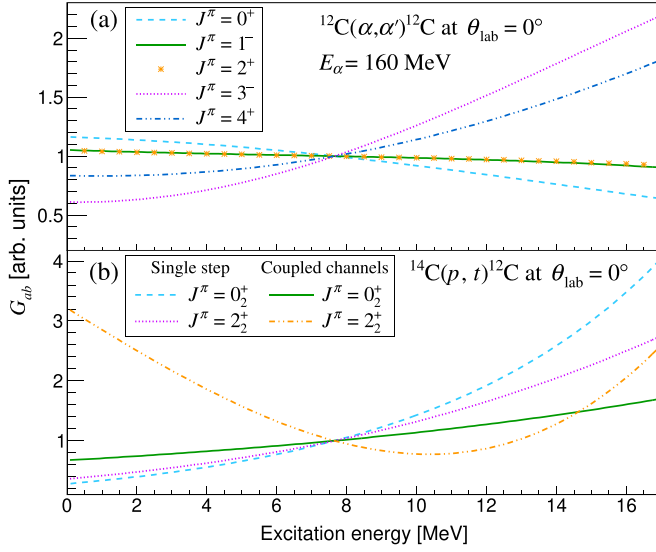 (a)
J^π = 0^+
J^π = 1^−
J^π = 2^+
J^π = 3^−
J^π = 4^+
^12C(α,α′)^12C at θ_lab = 0°
E_α = 160 MeV
2
1.5
1
0.5
G_ab [arb. units]
(b)
Single step Coupled channels
J^π = 0_2^+ J^π = 0_2^+
J^π = 2_2^+ J^π = 2_2^+
^14C(p, t)^12C at θ_lab = 0°
4
3
2
1
0 2 4 6 8 10 12 14 16
Excitation energy [MeV]